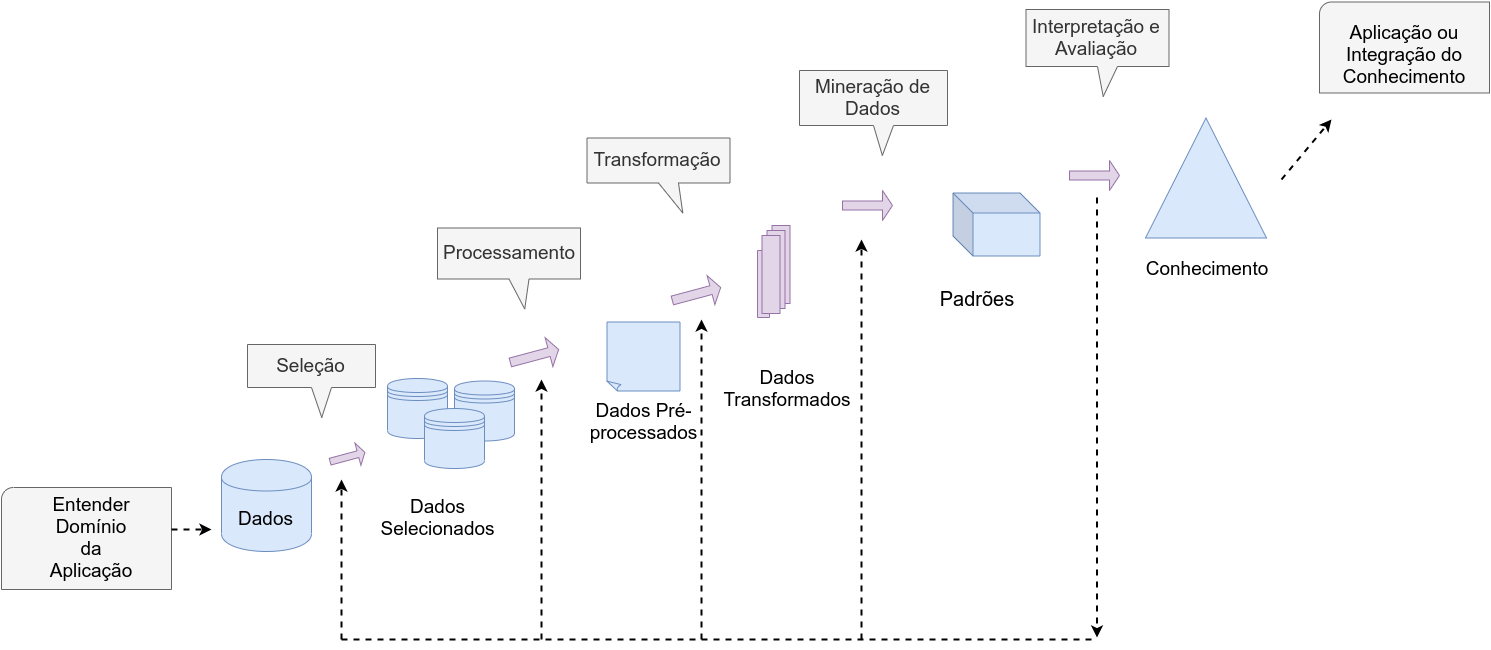 Entender
Domínio
da
Aplicação
Dados
Seleção
Dados
Selecionados
Processamento
Dados Pré-
processados
Transformação
Dados
Transformados
Mineração de
Dados
Padrões
Interpretação e
Avaliação
Conhecimento
Aplicação ou
Integração do
Conhecimento